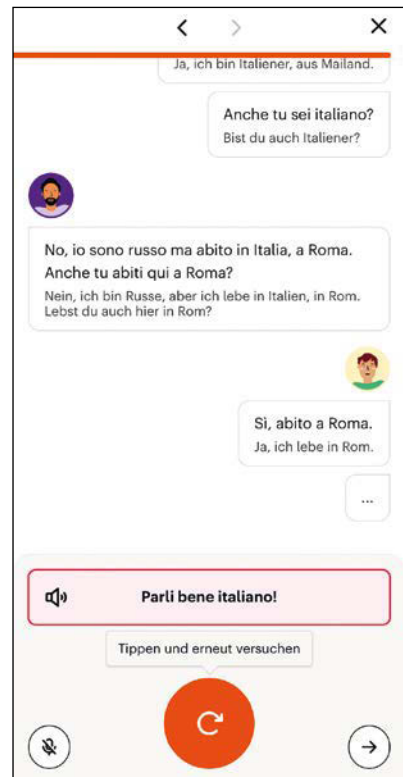 Ja, ich bin Italiener, aus Mailand.
Anche tu sei italiano?
Bist du auch Italiener?
No, io sono russo ma abito in Italia, a Roma.
Anche tu abiti qui a Roma?
Nein, ich bin Russe, aber ich lebe in Italien, in Rom.
Lebst du auch hier in Rom?
Sì, abito a Roma.
Ja, ich lebe in Rom.
...
Parli bene italiano!
Tippen und erneut versuchen